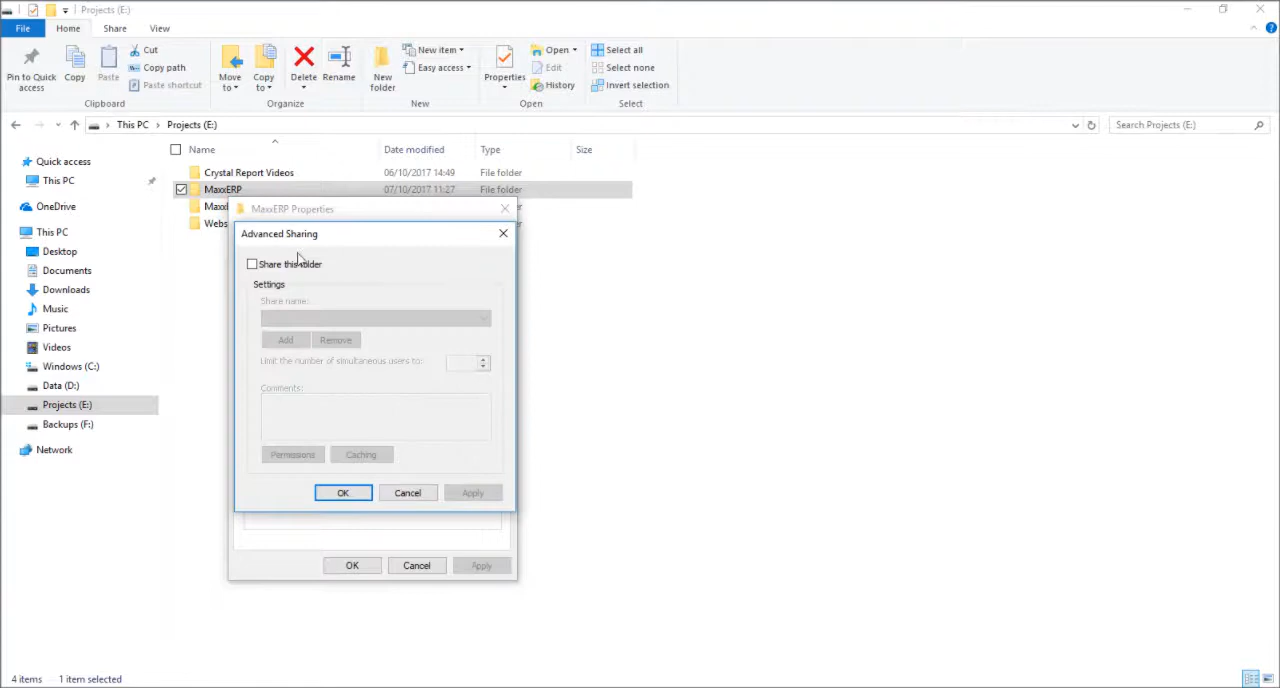 Projects (E:)
File Home Share View
Pin to Quick access
Copy
Paste
Cut
Copy path
Paste shortcut
Clipboard
Move to
Copy to
Delete
Rename
Organize
New folder
New item
Easy access
New
Properties
Open
Edit
History
Open
Select all
Select none
Invert selection
Select
This PC > Projects (E:)
Search Projects (E:)
Name Date modified Type Size
Crystal Report Videos 06/10/2017 14:49 File folder
MaxxERP 07/10/2017 11:27 File folder
Quick access
This PC
OneDrive
This PC
Desktop
Documents
Downloads
Music
Pictures
Videos
Windows (C:)
Data (D:)
Projects (E:)
Backups (F:)
Network
MaxxERP Properties
Advanced Sharing
Share this folder
Settings
Share name:
Add Remove
Limit the number of simultaneous users to:
Comments:
Permissions Caching
OK Cancel Apply
OK Cancel Apply
4 items 1 item selected